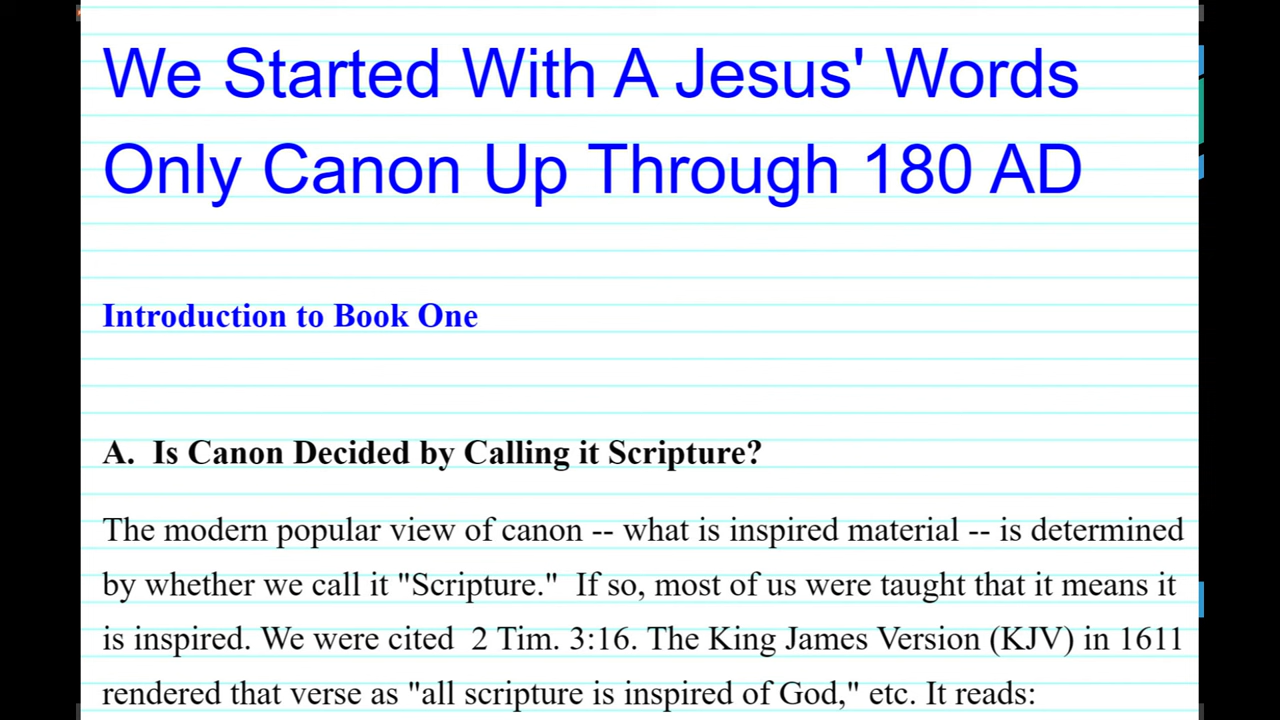 We Started With A Jesus' Words
Only Canon Up Through 180 AD
Introduction to Book One
A.  Is Canon Decided by Calling it Scripture?
The modern popular view of canon -- what is inspired material -- is determined
by whether we call it "Scripture."  If so, most of us were taught that it means it
is inspired. We were cited  2 Tim. 3:16. The King James Version (KJV) in 1611
rendered that verse as "all scripture is inspired of God," etc. It reads: